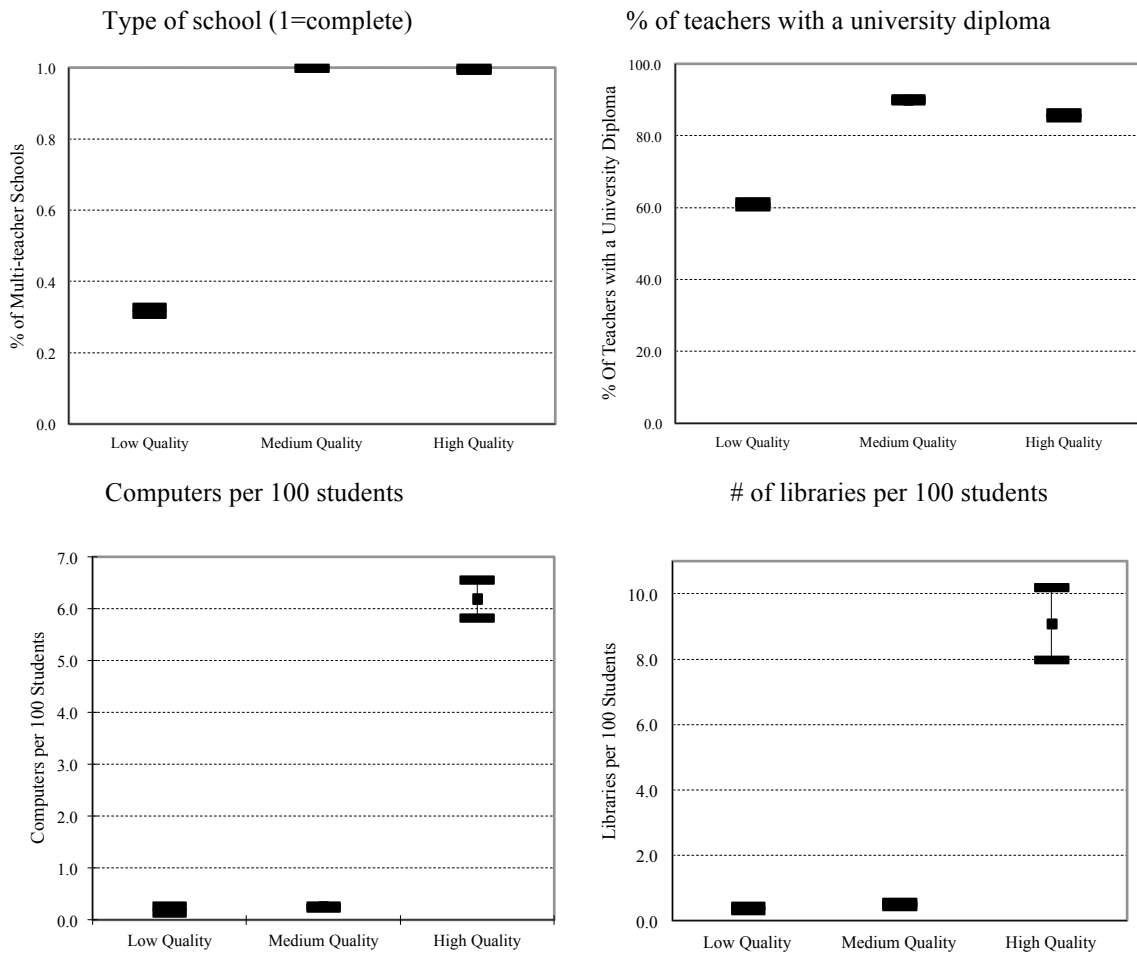 Type of school (1=complete)
% of Multi-teacher Schools
1.0
0.8
0.6
0.4
0.2
0.0
Low Quality
Medium Quality
High Quality
% of teachers with a university diploma
% Of Teachers with a University Diploma
100.0
80.0
60.0
40.0
20.0
0.0
Low Quality
Medium Quality
High Quality
Computers per 100 students
Computers per 100 Students
7.0
6.0
5.0
4.0
3.0
2.0
1.0
0.0
Low Quality
Medium Quality
High Quality
# of libraries per 100 students
Libraries per 100 Students
10.0
8.0
6.0
4.0
2.0
0.0
Low Quality
Medium Quality
High Quality